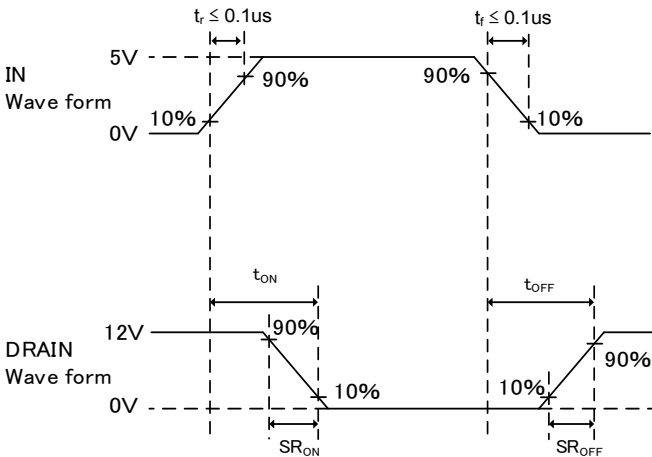 tr ≤ 0.1us
tf ≤ 0.1us
5V
IN
Wave form
90%
90%
10%
10%
0V
tON
tOFF
12V
90%
DRAIN
Wave form
90%
10%
10%
0V
SRON
SROFF